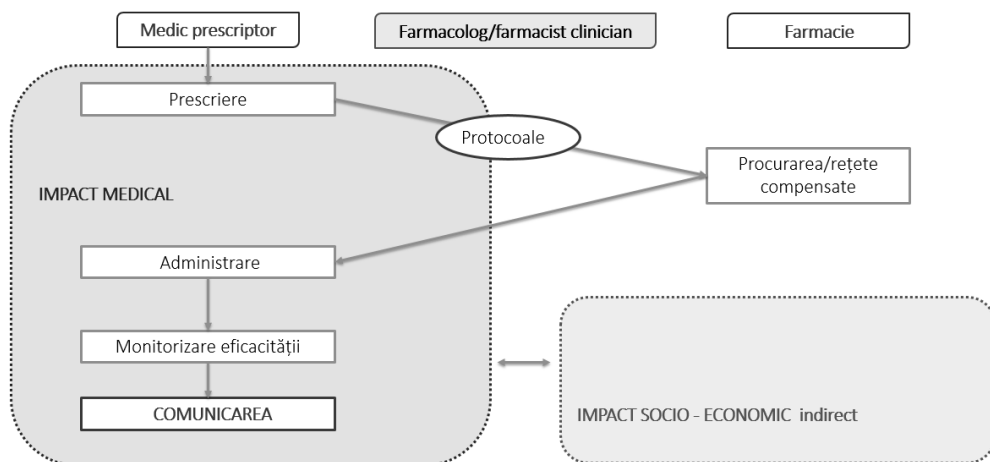 Medic prescriptor
Farmacolog/farmacist clinician
Farmacie
Prescriere
Protocoale
Procurarea/rețete
compensate
IMPACT MEDICAL
Administrare
Monitorizare eficacității
COMUNICAREA
IMPACT SOCIO - ECONOMIC indirect